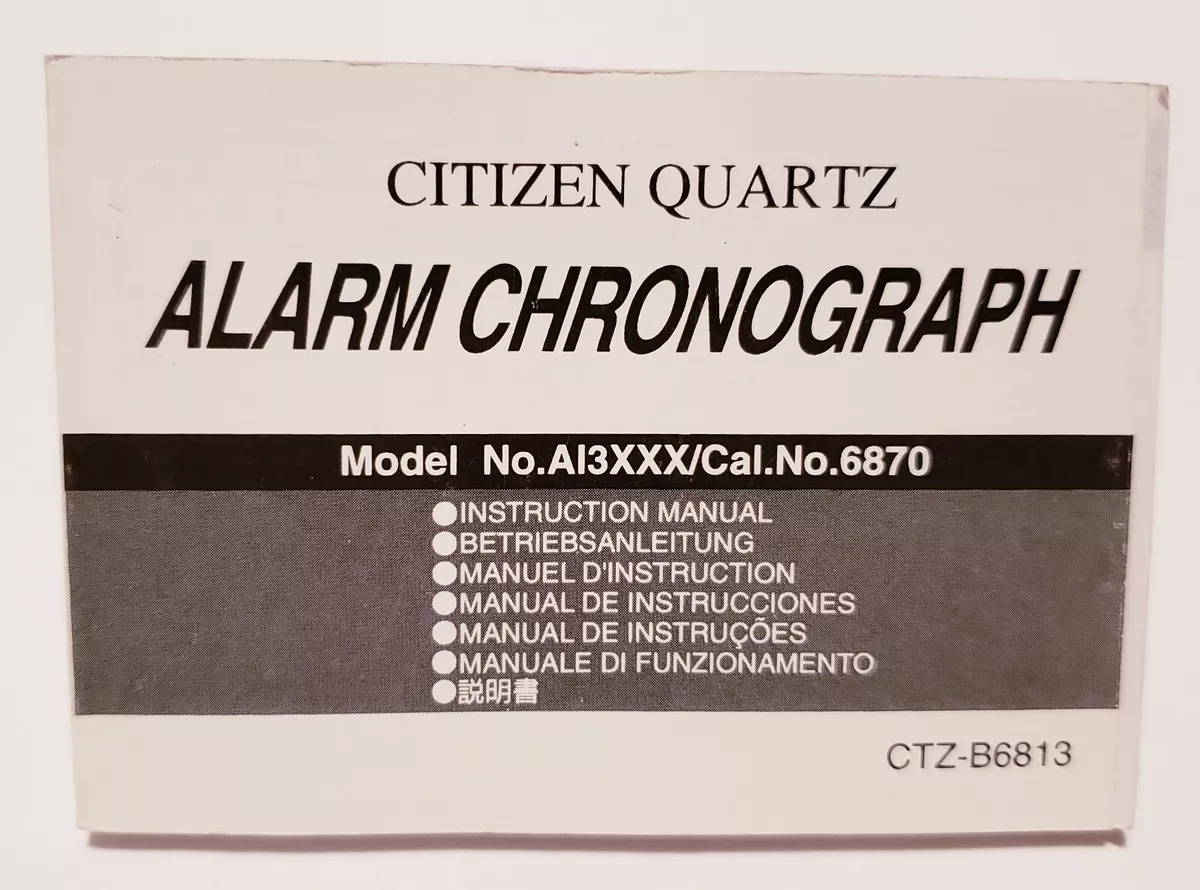 CITIZEN QUARTZ
ALARM CHRONOGRAPH
Model No.AI3XXX/Cal.No.6870
●INSTRUCTION MANUAL
●BETRIEBSANLEITUNG
●MANUEL D'INSTRUCTION
●MANUAL DE INSTRUCCIONES
●MANUAL DE INSTRUÇÕES
●MANUALE DI FUNZIONAMENTO
●説明書
CTZ-B6813